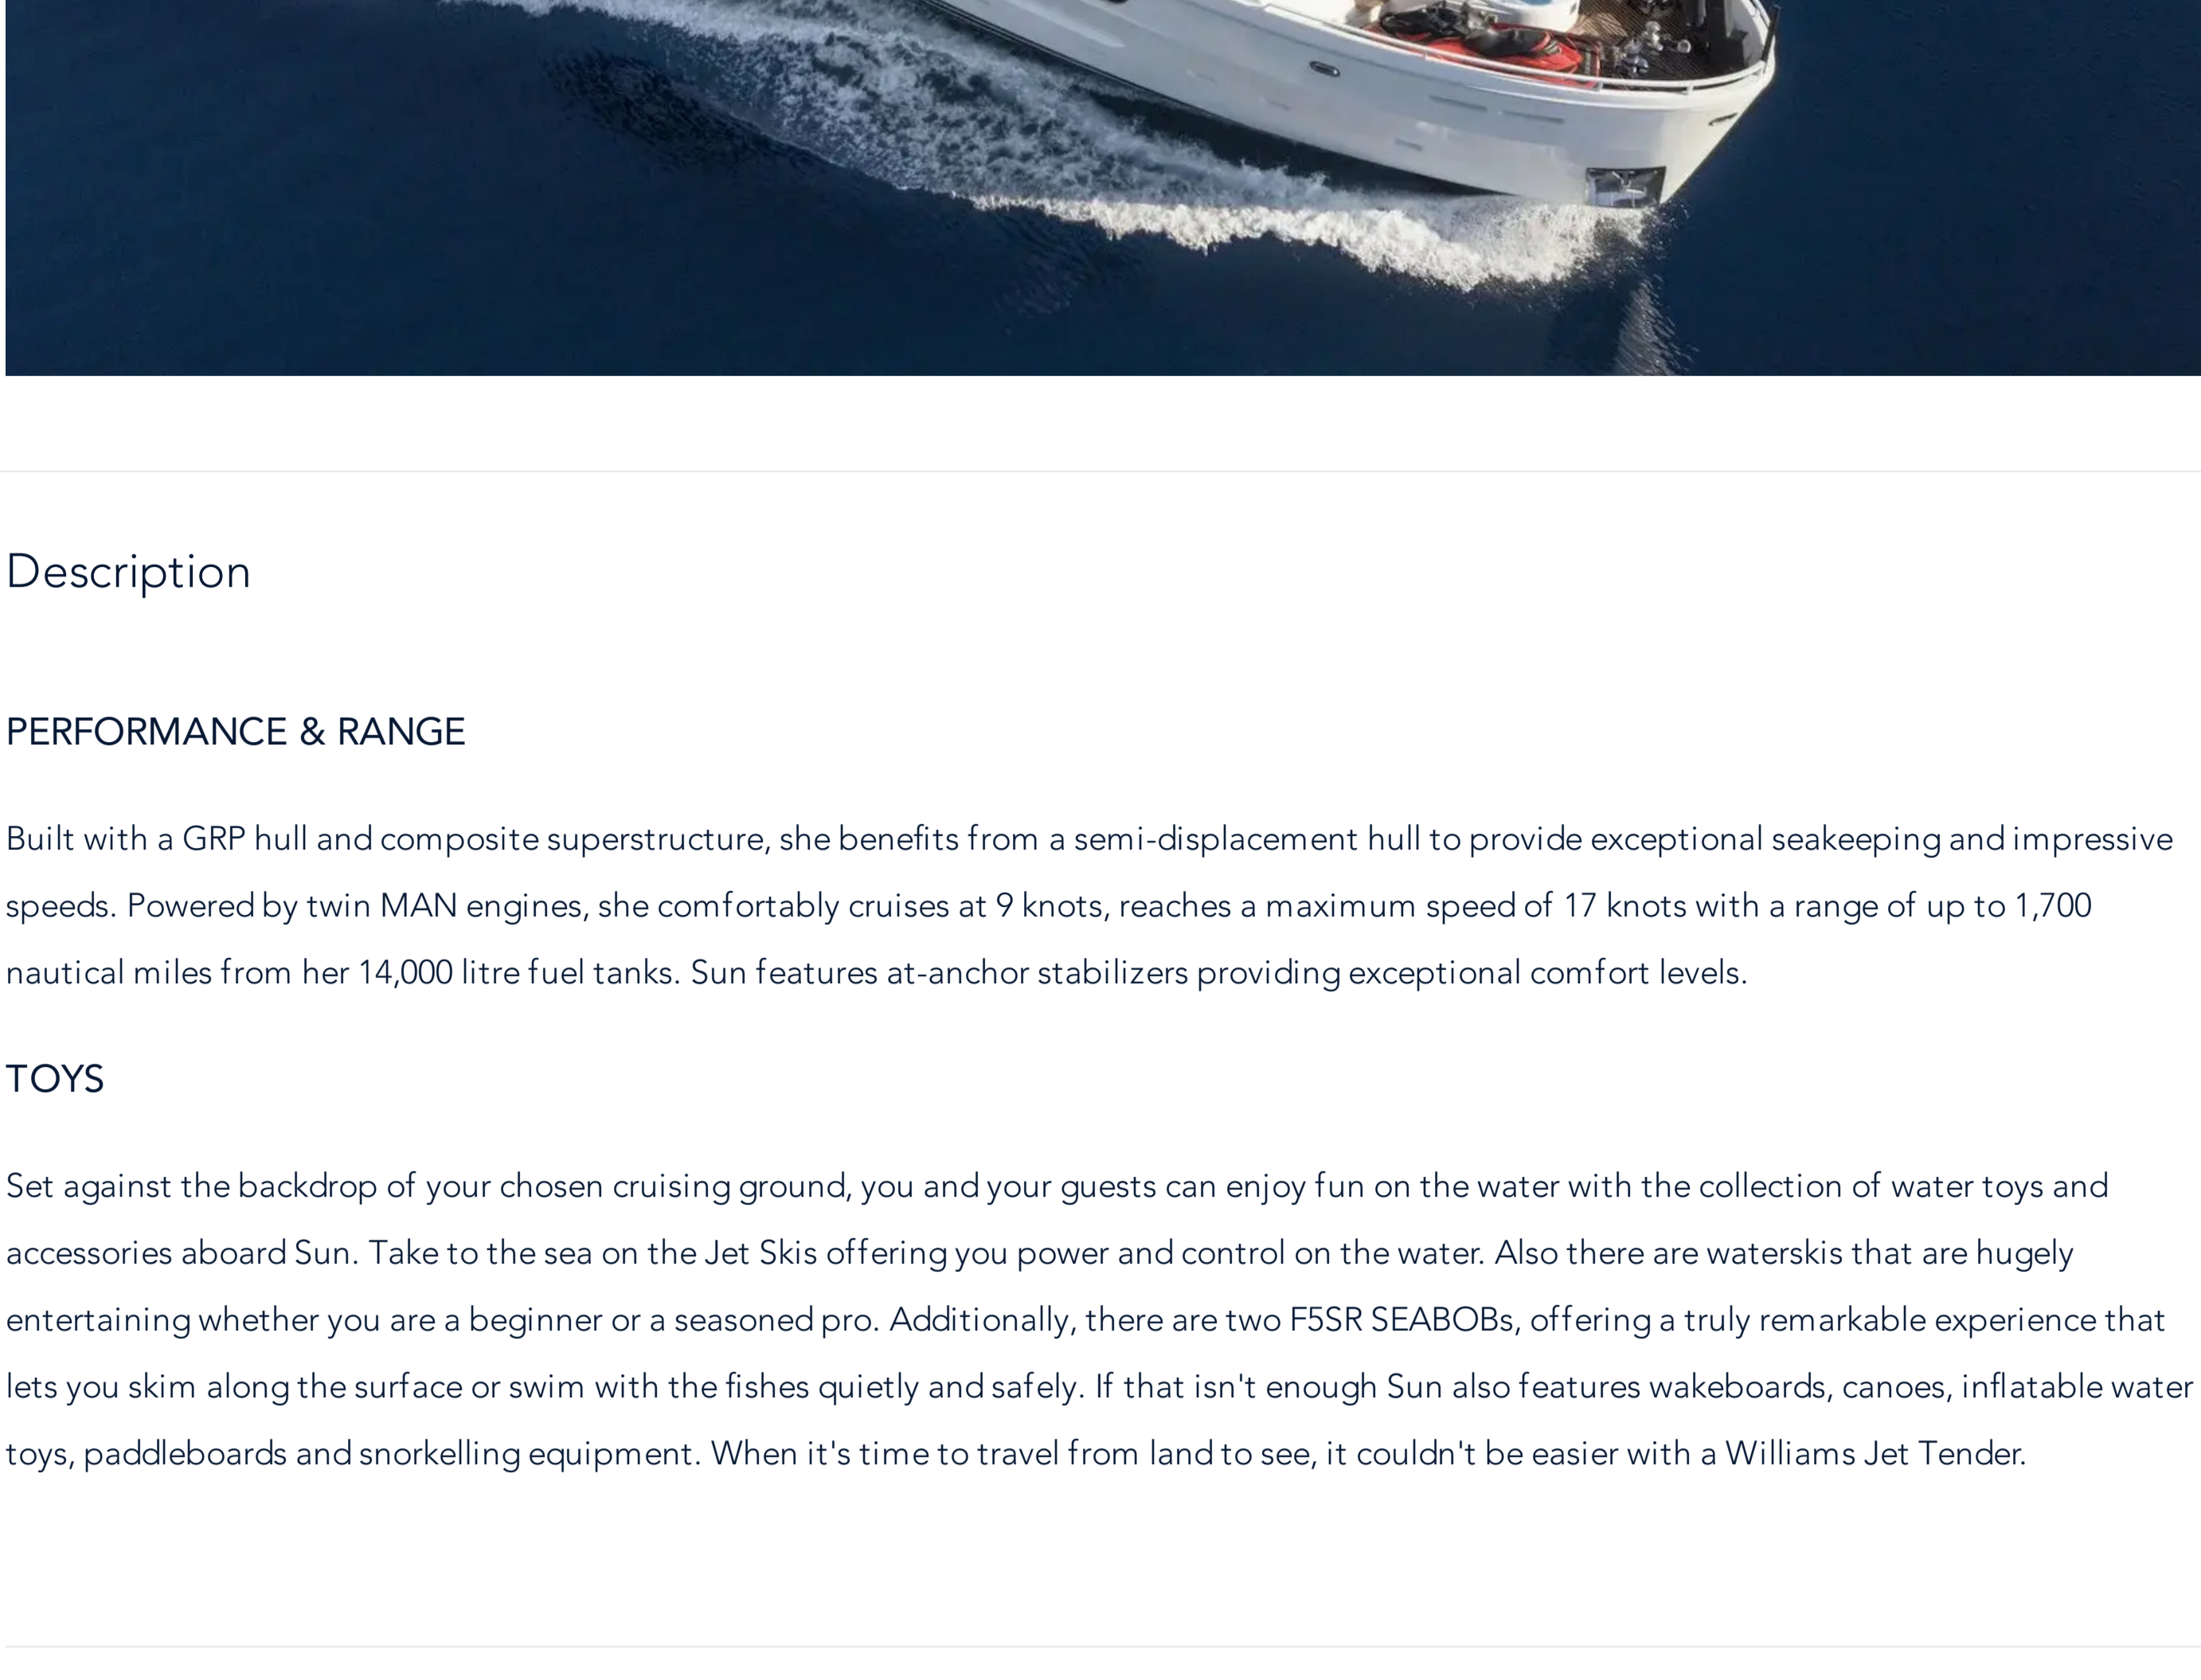 Description
PERFORMANCE & RANGE
Built with a GRP hull and composite superstructure, she benefits from a semi-displacement hull to provide exceptional seakeeping and impressive
speeds. Powered by twin MAN engines, she comfortably cruises at 9 knots, reaches a maximum speed of 17 knots with a range of up to 1,700
nautical miles from her 14,000 litre fuel tanks. Sun features at-anchor stabilizers providing exceptional comfort levels.
TOYS
Set against the backdrop of your chosen cruising ground, you and your guests can enjoy fun on the water with the collection of water toys and
accessories aboard Sun. Take to the sea on the Jet Skis offering you power and control on the water. Also there are waterskis that are hugely
entertaining whether you are a beginner or a seasoned pro. Additionally, there are two F5SR SEABOBs, offering a truly remarkable experience that
lets you skim along the surface or swim with the fishes quietly and safely. If that isn't enough Sun also features wakeboards, canoes, inflatable water
toys, paddleboards and snorkelling equipment. When it's time to travel from land to see, it couldn't be easier with a Williams Jet Tender.